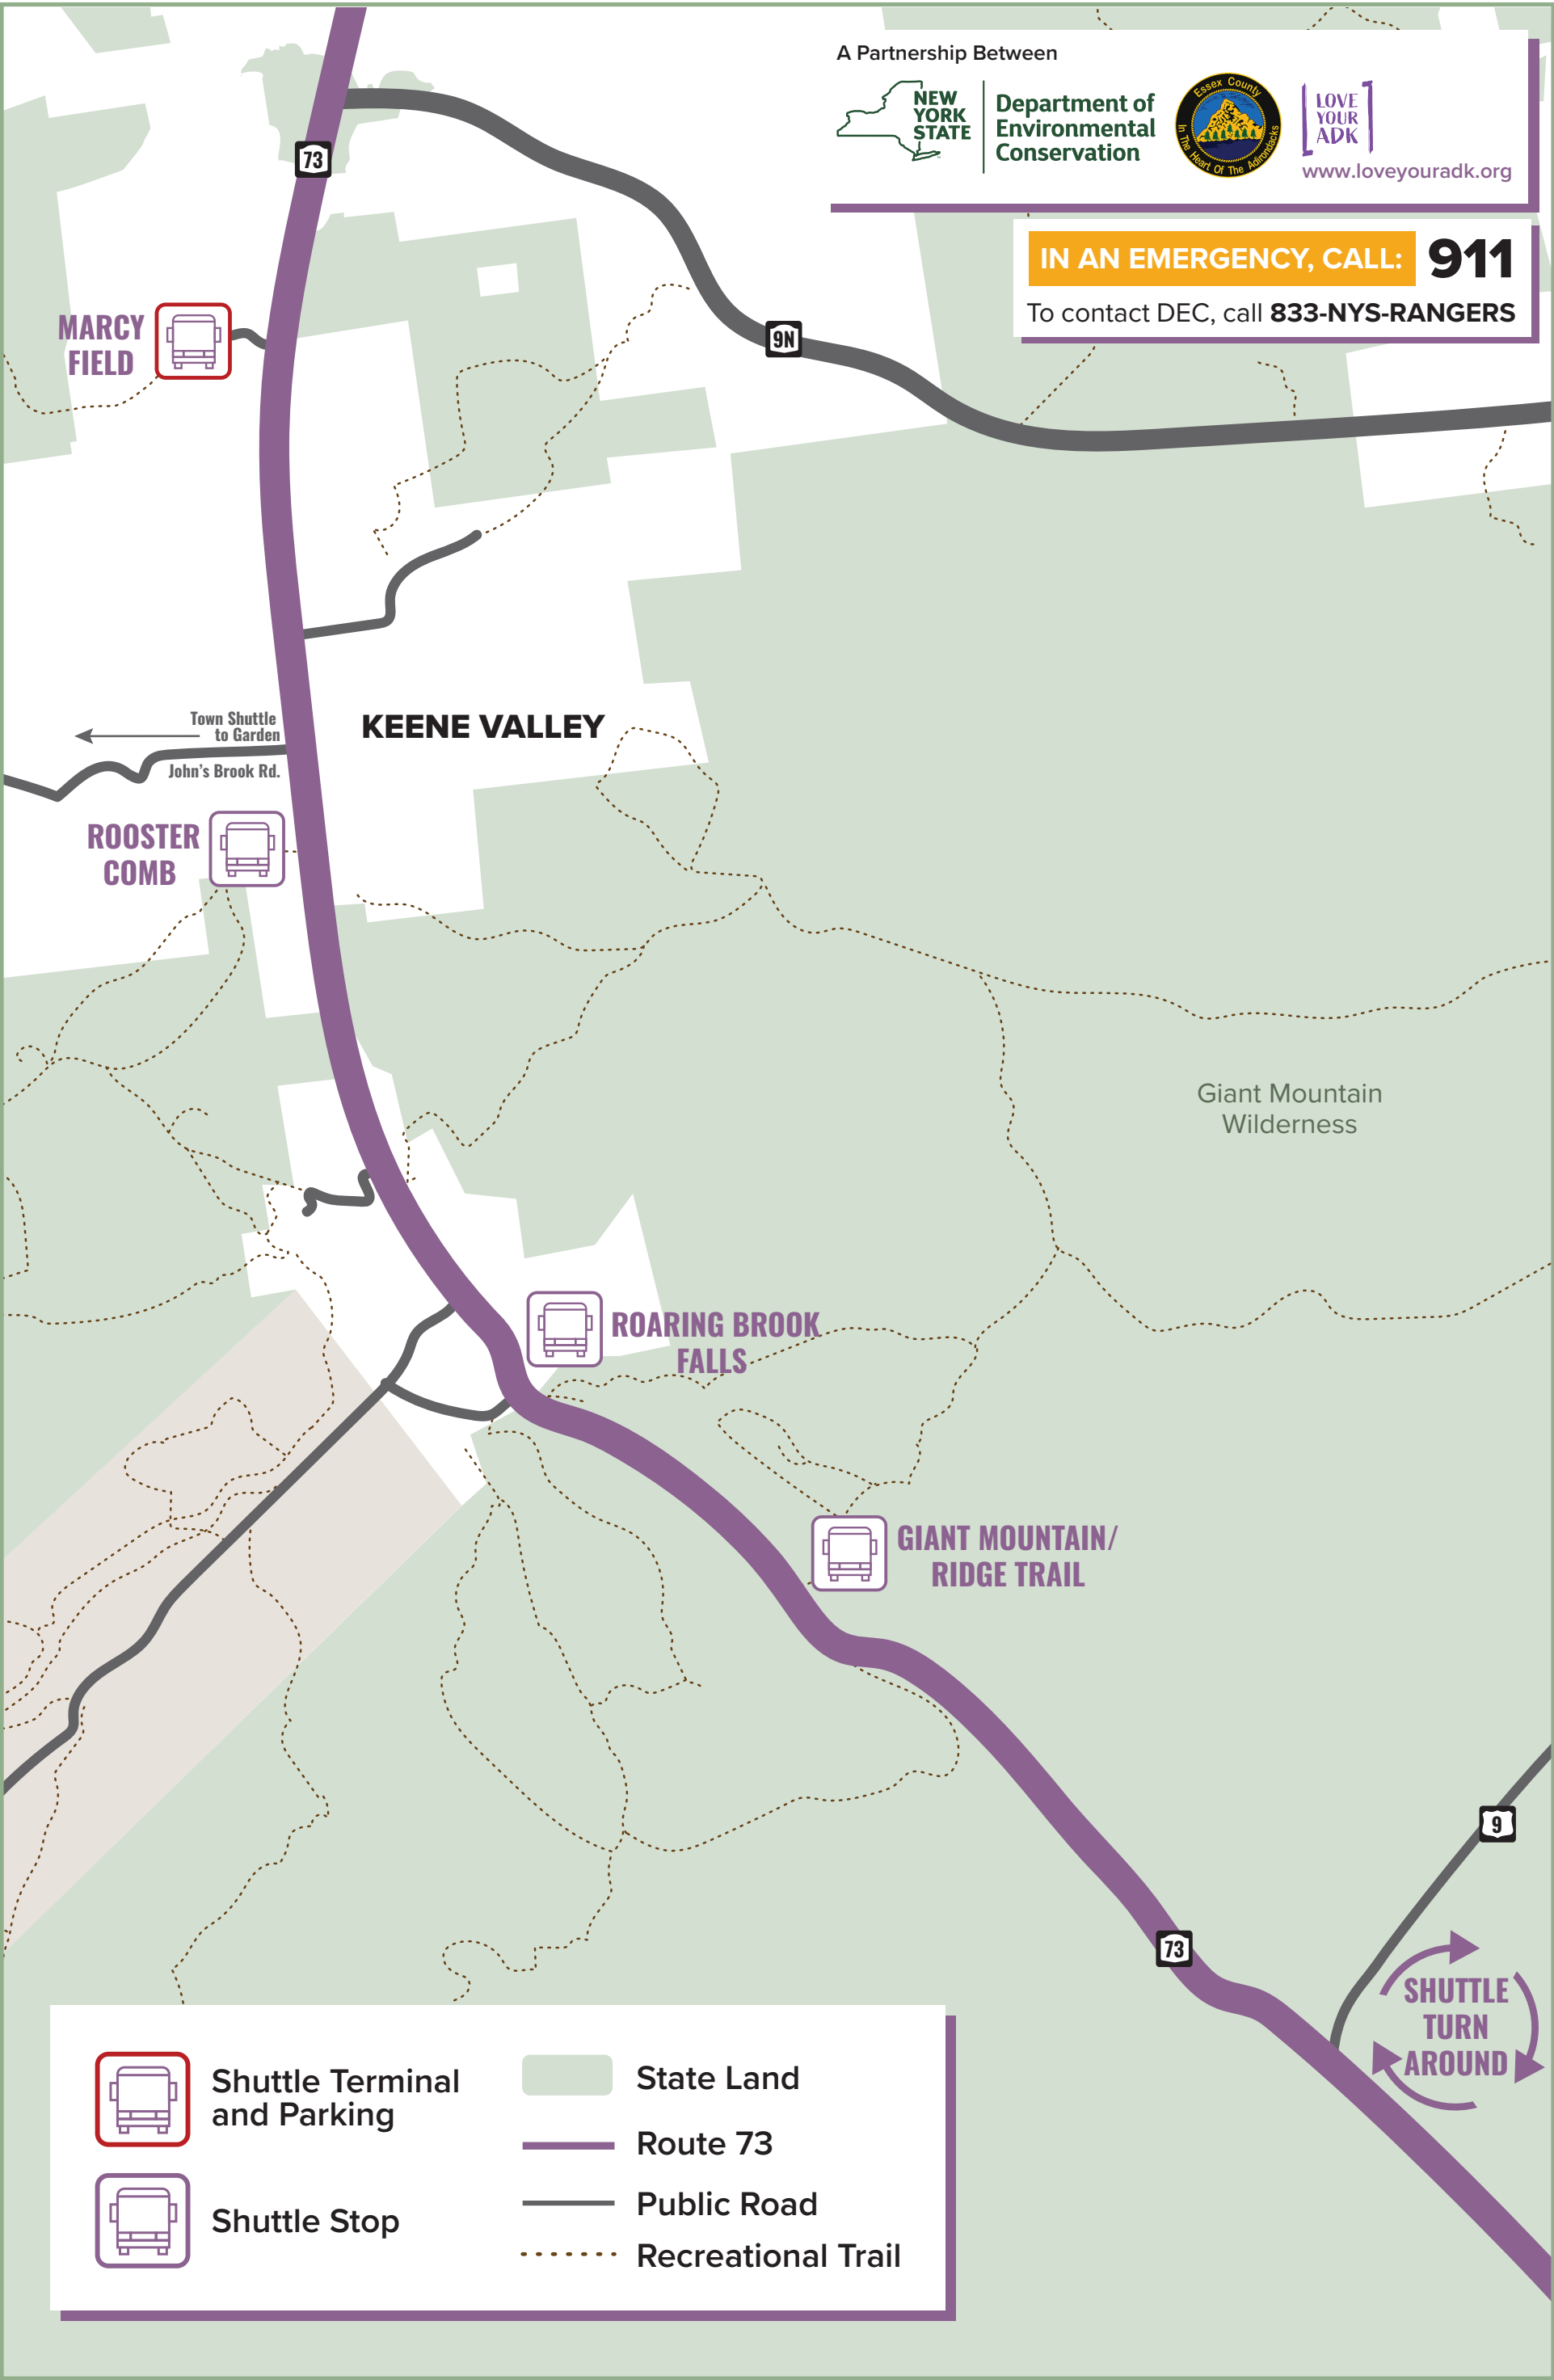 A Partnership Between
NEW
YORK
STATE
Department of
Environmental
Conservation
Essex County
In The Heart Of The Adirondacks
LOVE
YOUR
ADK
www.loveyouradk.org
IN AN EMERGENCY, CALL: 911
To contact DEC, call 833-NYS-RANGERS
73
9N
MARCY
FIELD
Town Shuttle
to Garden
John's Brook Rd.
KEENE VALLEY
ROOSTER
COMB
Giant Mountain
Wilderness
ROARING BROOK
FALLS
GIANT MOUNTAIN/
RIDGE TRAIL
9
73
SHUTTLE
TURN
AROUND
Shuttle Terminal
and Parking
Shuttle Stop
State Land
Route 73
Public Road
Recreational Trail